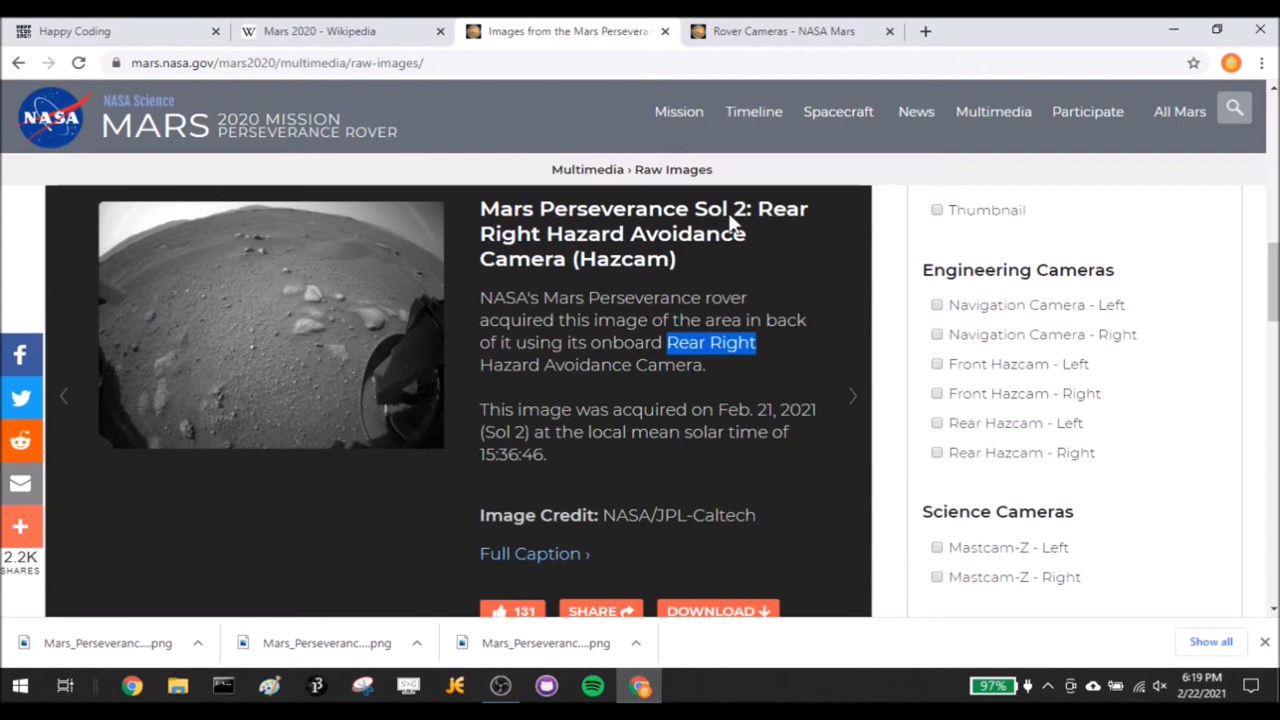 Happy Coding
Mars 2020 - Wikipedia
Images from the Mars Persevera
Rover Cameras - NASA Mars
mars.nasa.gov/mars2020/multimedia/raw-images/
NASA
NASA Science
MARS
2020 MISSION
PERSEVERANCE ROVER
Mission
Timeline
Spacecraft
News
Multimedia
Participate
All Mars
Multimedia › Raw Images
Mars Perseverance Sol 2: Rear
Right Hazard Avoidance
Camera (Hazcam)
NASA's Mars Perseverance rover
acquired this image of the area in back
of it using its onboard Rear Right
Hazard Avoidance Camera.
This image was acquired on Feb. 21, 2021
(Sol 2) at the local mean solar time of
15:36:46.
Image Credit: NASA/JPL-Caltech
Full Caption ›
131
SHARE
DOWNLOAD
2.2K
SHARES
Thumbnail
Engineering Cameras
Navigation Camera - Left
Navigation Camera - Right
Front Hazcam - Left
Front Hazcam - Right
Rear Hazcam - Left
Rear Hazcam - Right
Science Cameras
Mastcam-Z - Left
Mastcam-Z - Right
Mars_Perseveranc....png
Mars_Perseveranc....png
Mars_Perseveranc....png
Show all
97%
6:19 PM
2/22/2021